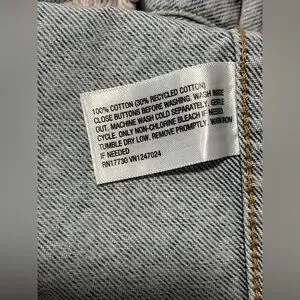 100% COTTON (30% RECYCLED COTTON)
CLOSE BUTTONS BEFORE WASHING. WASH INSIDE
OUT. MACHINE WASH COLD SEPARATELY. GENTLE
CYCLE. ONLY NON-CHLORINE BLEACH IF NEEDED.
TUMBLE DRY LOW. REMOVE PROMPTLY. WARM IRON
IF NEEDED
RN17730 VN1247024